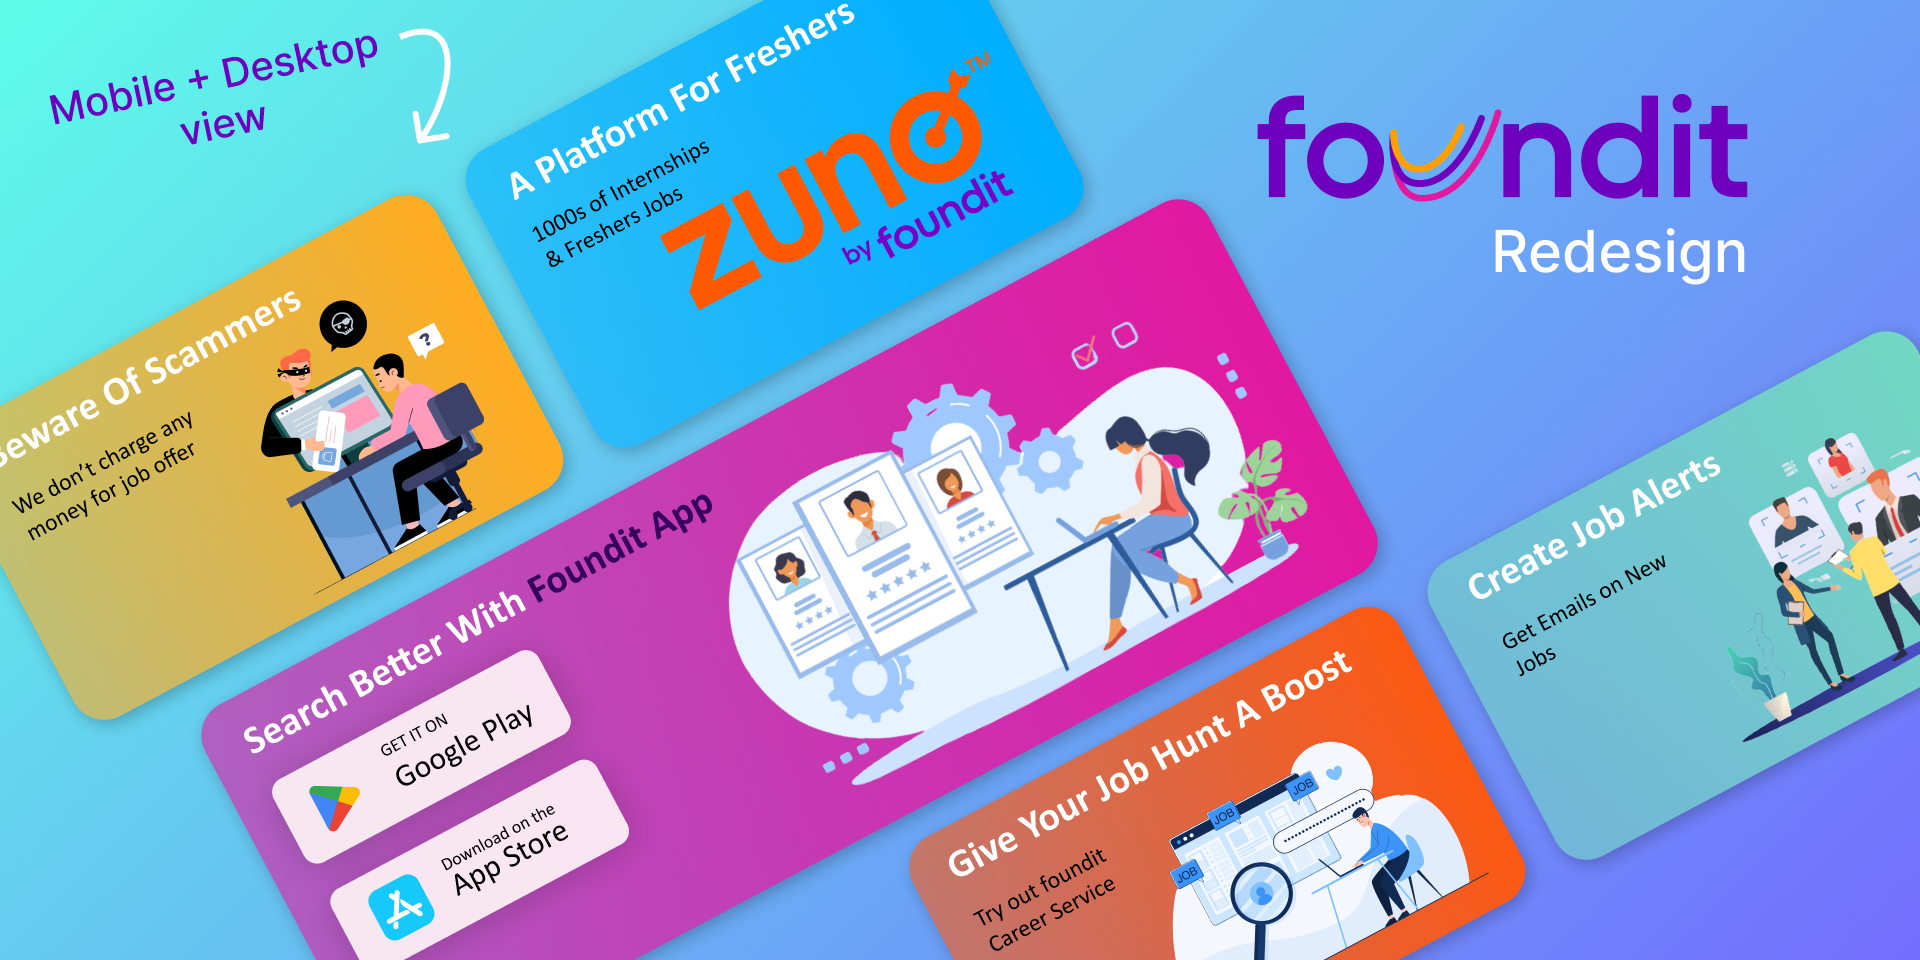 Mobile + Desktop
view
foundit
Redesign
A Platform For Freshers
1000s of Internships
& Freshers Jobs
zuno TM
by foundit
Beware Of Scammers
We don't charge any
money for job offer
?
Search Better With Foundit App
GET IT ON
Google Play
Download on the
App Store
Give Your Job Hunt A Boost
Try out foundit
Career Service
JOB
JOB
JOB
Create Job Alerts
Get Emails on New
Jobs